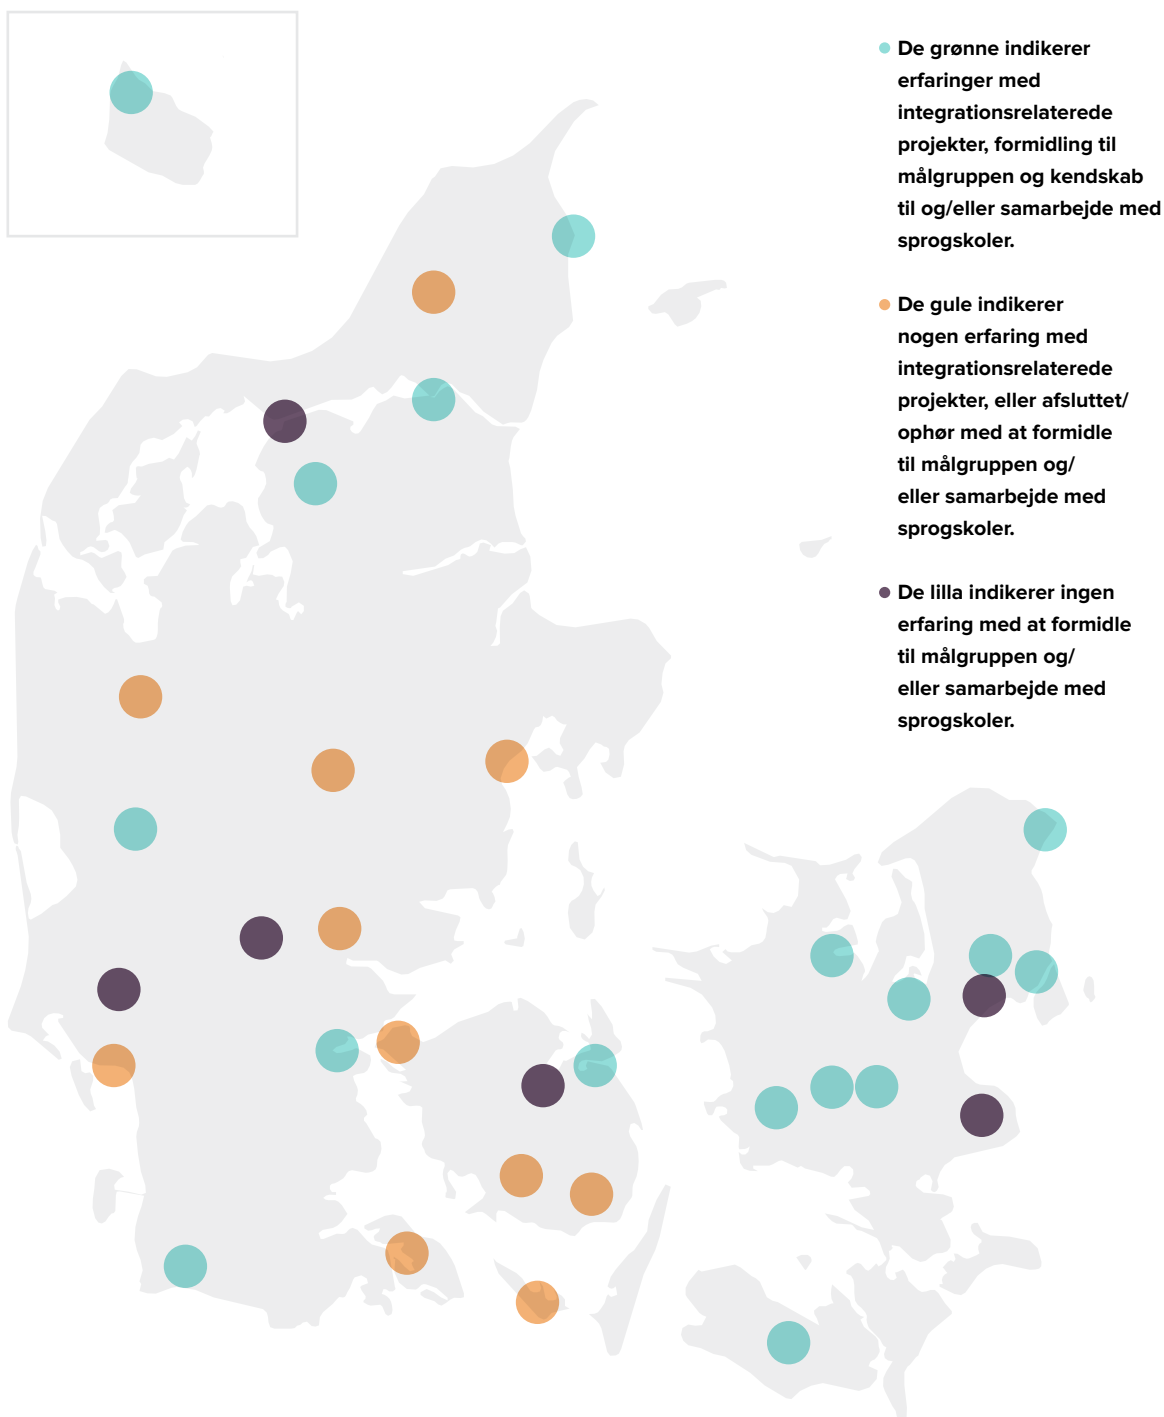 De grønne indikerer
erfaringer med
integrationsrelaterede
projekter, formidling til
målgruppen og kendskab
til og/eller samarbejde med
sprogskoler.
De gule indikerer
nogen erfaring med
integrationsrelaterede
projekter, eller afsluttet/
ophør med at formidle
til målgruppen og/
eller samarbejde med
sprogskoler.
De lilla indikerer ingen
erfaring med at formidle
til målgruppen og/
eller samarbejde med
sprogskoler.